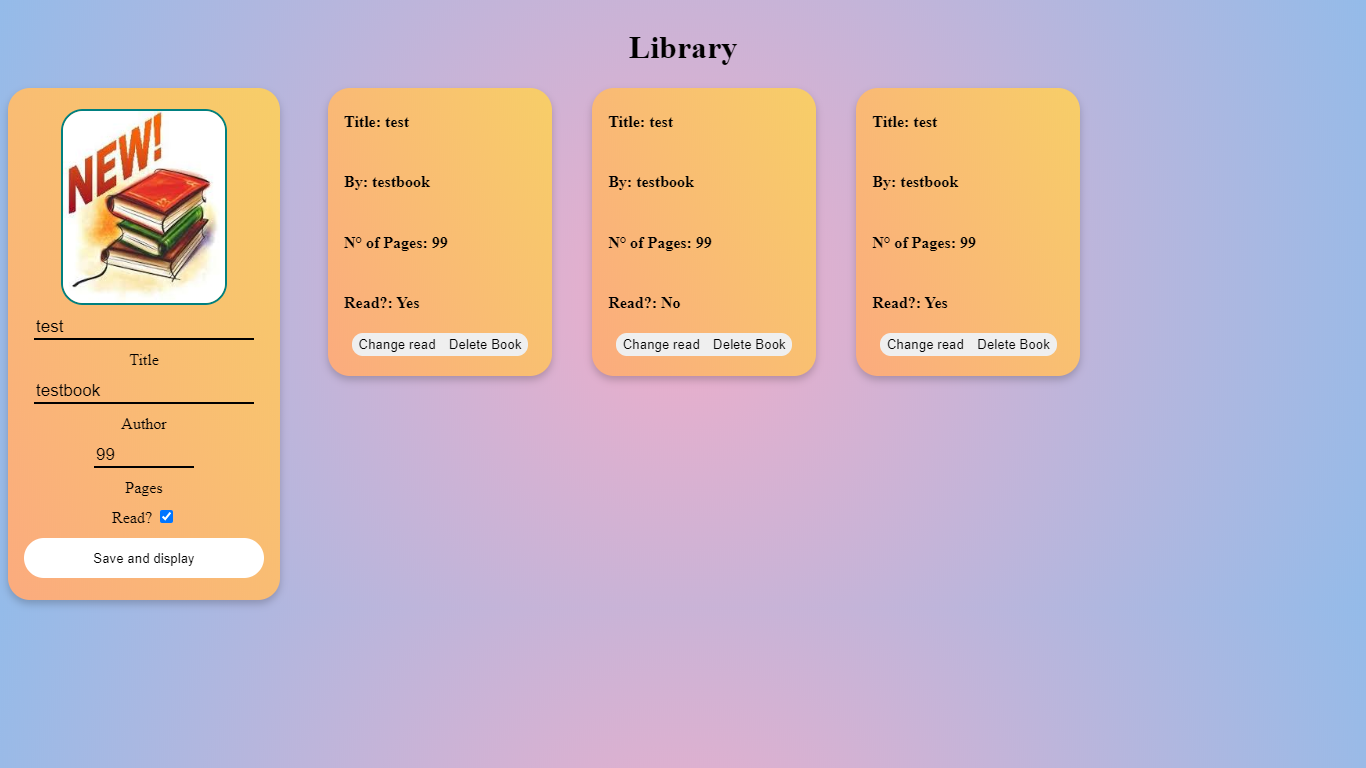 Library
NEW!
test
Title
testbook
Author
99
Pages
Read?
Save and display
Title: test
By: testbook
N° of Pages: 99
Read?: Yes
Change read Delete Book
Title: test
By: testbook
N° of Pages: 99
Read?: No
Change read Delete Book
Title: test
By: testbook
N° of Pages: 99
Read?: Yes
Change read Delete Book